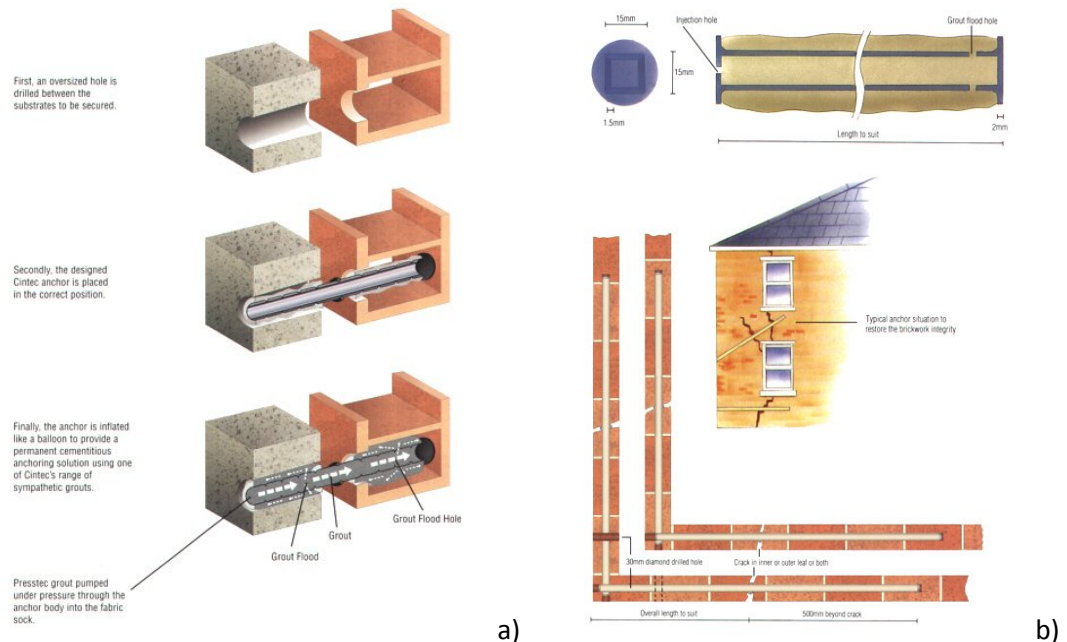 First, an oversized hole is
drilled between the
substrates to be secured.
Secondly, the designed
Cintec anchor is placed
in the correct position.
Finally, the anchor is inflated
like a balloon to provide a
permanent cementitious
anchoring solution using one
of Cintec's range of
sympathetic grouts.
Grout Flood Hole
Grout
Grout Flood
Presstec grout pumped
under pressure through the
anchor body into the fabric
sock.
a)
15mm
Injection hole
Grout flood hole
15mm
1.5mm
2mm
Length to suit
Typical anchor situation to
restore the brickwork integrity
30mm diamond drilled hole
Crack in inner or outer leaf or both
Overall length to suit
500mm beyond crack
b)